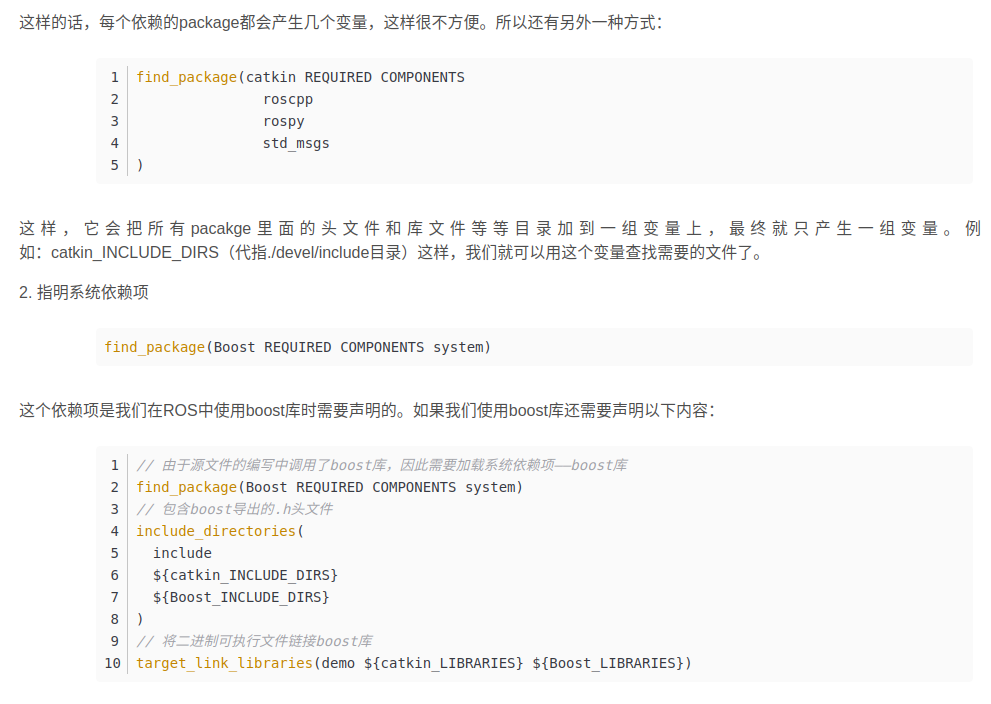 这样的话，每个依赖的package都会产生几个变量，这样很不方便。所以还有另外一种方式：
1 find_package(catkin REQUIRED COMPONENTS
2                roscpp
3                rospy
4                std_msgs
5 )
这样，它会把所有pacakge里面的头文件和库文件等等目录加到一组变量上，最终就只产生一组变量。例
如：catkin_INCLUDE_DIRS（代指./devel/include目录）这样，我们就可以用这个变量查找需要的文件了。
2. 指明系统依赖项
find_package(Boost REQUIRED COMPONENTS system)
这个依赖项是我们在ROS中使用boost库时需要声明的。如果我们使用boost库还需要声明以下内容：
1 // 由于源文件的编写中调用了boost库，因此需要加载系统依赖项——boost库
2 find_package(Boost REQUIRED COMPONENTS system)
3 // 包含boost导出的.h头文件
4 include_directories(
5   include
6   ${catkin_INCLUDE_DIRS}
7   ${Boost_INCLUDE_DIRS}
8 )
9 // 将二进制可执行文件链接boost库
10 target_link_libraries(demo ${catkin_LIBRARIES} ${Boost_LIBRARIES})